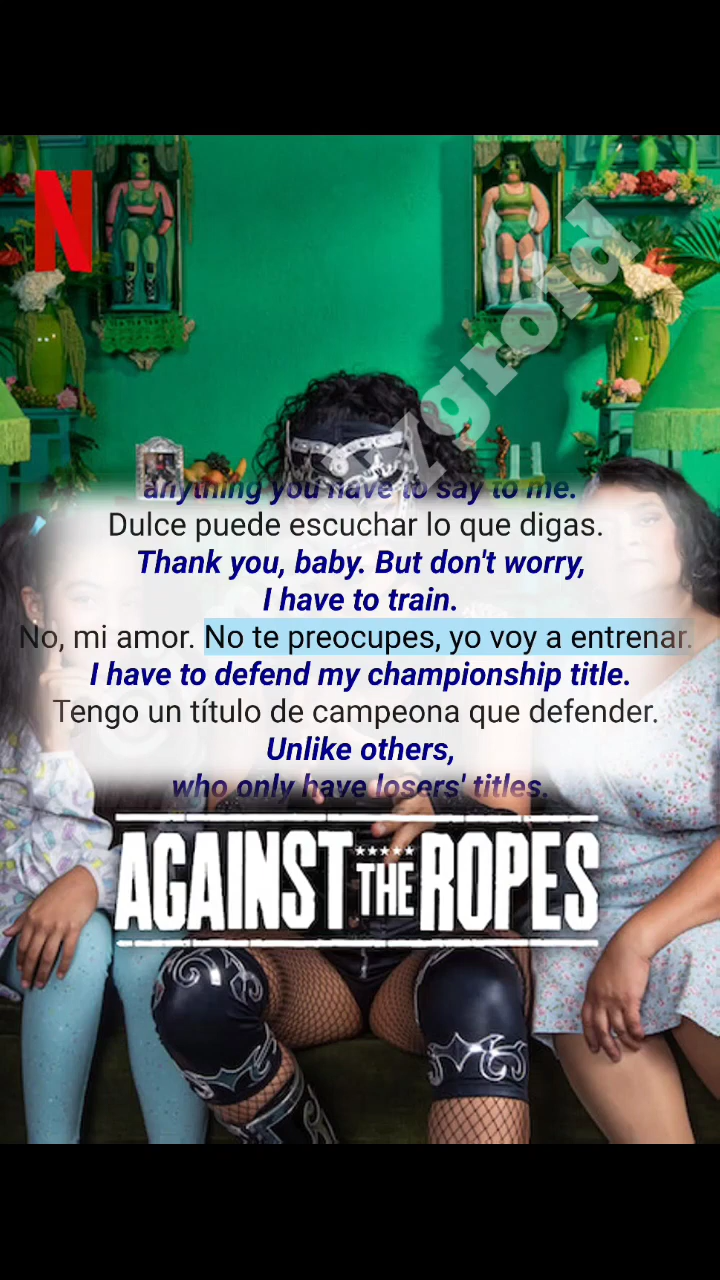 N
anything you have to say to me.
Dulce puede escuchar lo que digas.
Thank you, baby. But don't worry,
I have to train.
No, mi amor. No te preocupes, yo voy a entrenar.
I have to defend my championship title.
Tengo un título de campeona que defender.
Unlike others,
who only have losers' titles.
AGAINST THE ROPES